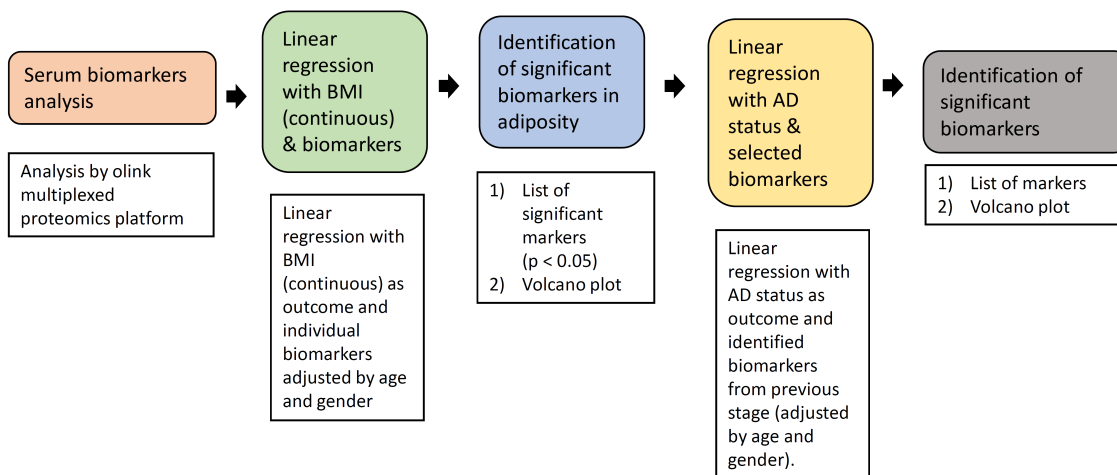 Serum biomarkers
analysis
Analysis by olink
multiplexed
proteomics platform
Linear
regression
with BMI
(continuous)
& biomarkers
Linear
regression with
BMI
(continuous) as
outcome and
individual
biomarkers
adjusted by age
and gender
Identification
of significant
biomarkers in
adiposity
1) List of
significant
markers
(p < 0.05)
2) Volcano plot
Linear
regression
with AD
status &
selected
biomarkers
Linear
regression with
AD status as
outcome and
identified
biomarkers
from previous
stage (adjusted
by age and
gender).
Identification of
significant
biomarkers
1) List of markers
2) Volcano plot